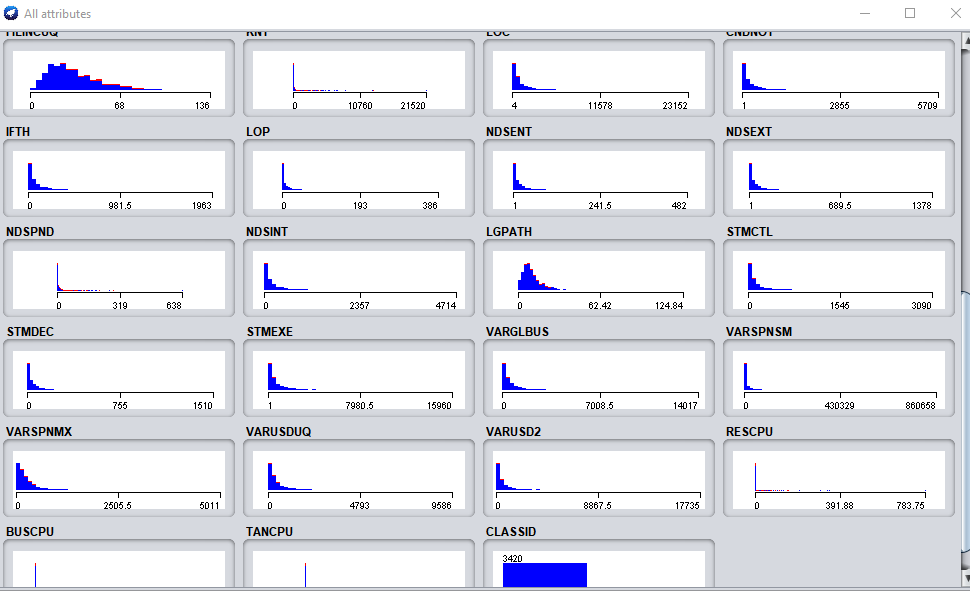 All attributes
FILINCUQ KNT LOC CNDNOT
0 68 136 0 10760 21520 4 11578 23152 1 2855 5709
IFTH LOP NDSENT NDSEXT
0 981.5 1963 0 193 386 1 241.5 482 1 689.5 1378
NDSPND NDSINT LGPATH STMCTL
0 319 638 0 2357 4714 0 62.42 124.84 0 1545 3090
STMDEC STMEXE VARGLBUS VARSPNSM
0 755 1510 1 7980.5 15960 0 7008.5 14017 0 430329 860658
VARSPNMX VARUSDUQ VARUSD2 RESCPU
0 2505.5 5011 0 4793 9586 0 8867.5 17735 0 391.88 783.75
BUSCPU TANCPU CLASSID
3420